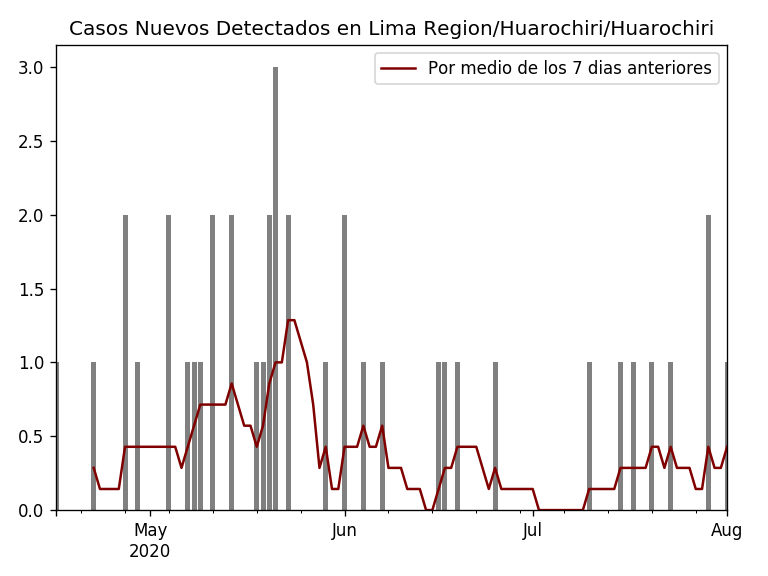 Casos Nuevos Detectados en Lima Region/Huarochiri/Huarochiri
Por medio de los 7 dias anteriores
3.0
2.5
2.0
1.5
1.0
0.5
0.0
May Jun Jul Aug
2020